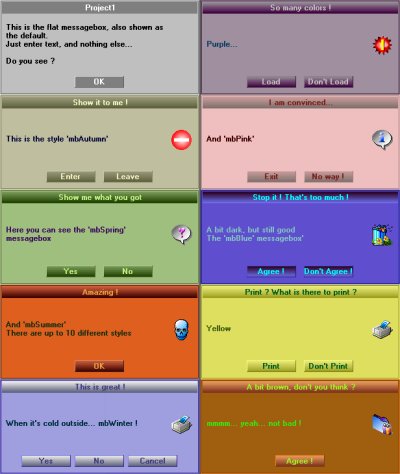 Project1
This is the flat messagebox, also shown as
the default.
Just enter text, and nothing else...
Do you see ?
OK
So many colors !
Purple...
Load Don't Load
Show it to me !
This is the style 'mbAutumn'
Enter Leave
I am convinced...
And 'mbPink'
Exit No way !
Show me what you got
Here you can see the 'mbSpring'
messagebox
Yes No
Stop it ! That's too much !
A bit dark, but still good
The 'mbBlue' messagebox'
Agree ! Don't Agree !
Amazing !
And 'mbSummer'
There are up to 10 different styles
OK
Print ? What is there to print ?
Yellow
Print Don't Print
This is great !
When it's cold outside... mbWinter !
Yes No Cancel
A bit brown, don't you think ?
mmmm... yeah... not bad !
Agree !